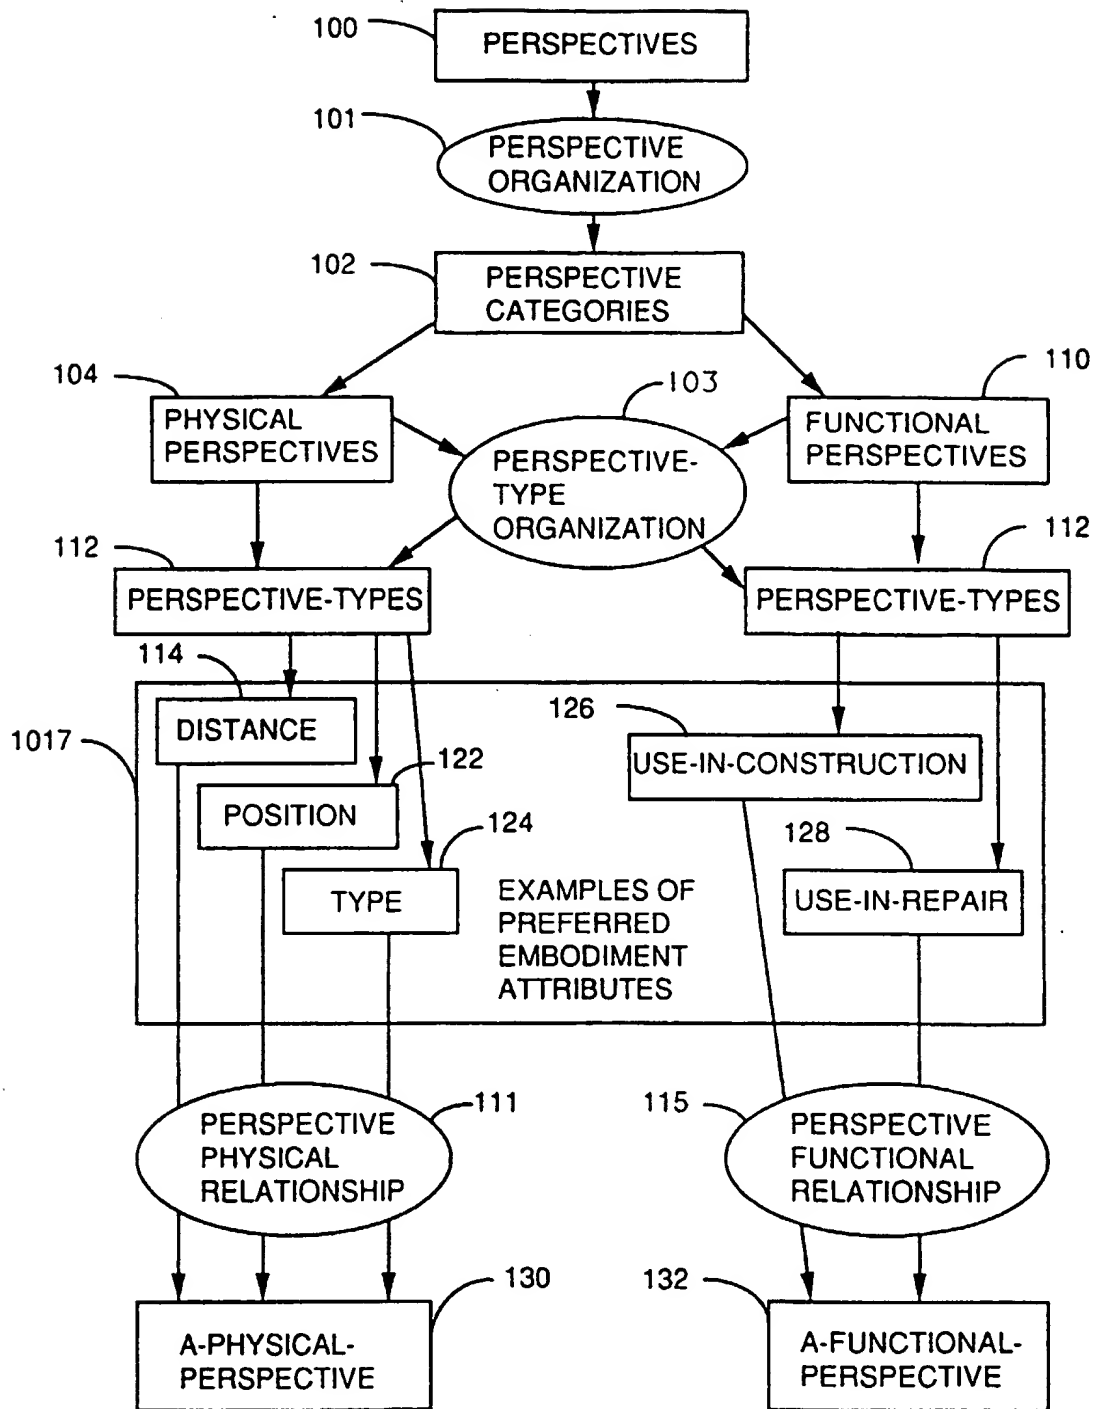 100
PERSPECTIVES
101
PERSPECTIVE
ORGANIZATION
102
PERSPECTIVE
CATEGORIES
104
103
110
PHYSICAL
PERSPECTIVES
PERSPECTIVE-
TYPE
ORGANIZATION
FUNCTIONAL
PERSPECTIVES
112
112
PERSPECTIVE-TYPES
PERSPECTIVE-TYPES
114
DISTANCE
126
1017
USE-IN-CONSTRUCTION
122
POSITION
124
128
TYPE
EXAMPLES OF
PREFERRED
EMBODIMENT
ATTRIBUTES
USE-IN-REPAIR
111
115
PERSPECTIVE
PHYSICAL
RELATIONSHIP
PERSPECTIVE
FUNCTIONAL
RELATIONSHIP
130
132
A-PHYSICAL-
PERSPECTIVE
A-FUNCTIONAL-
PERSPECTIVE